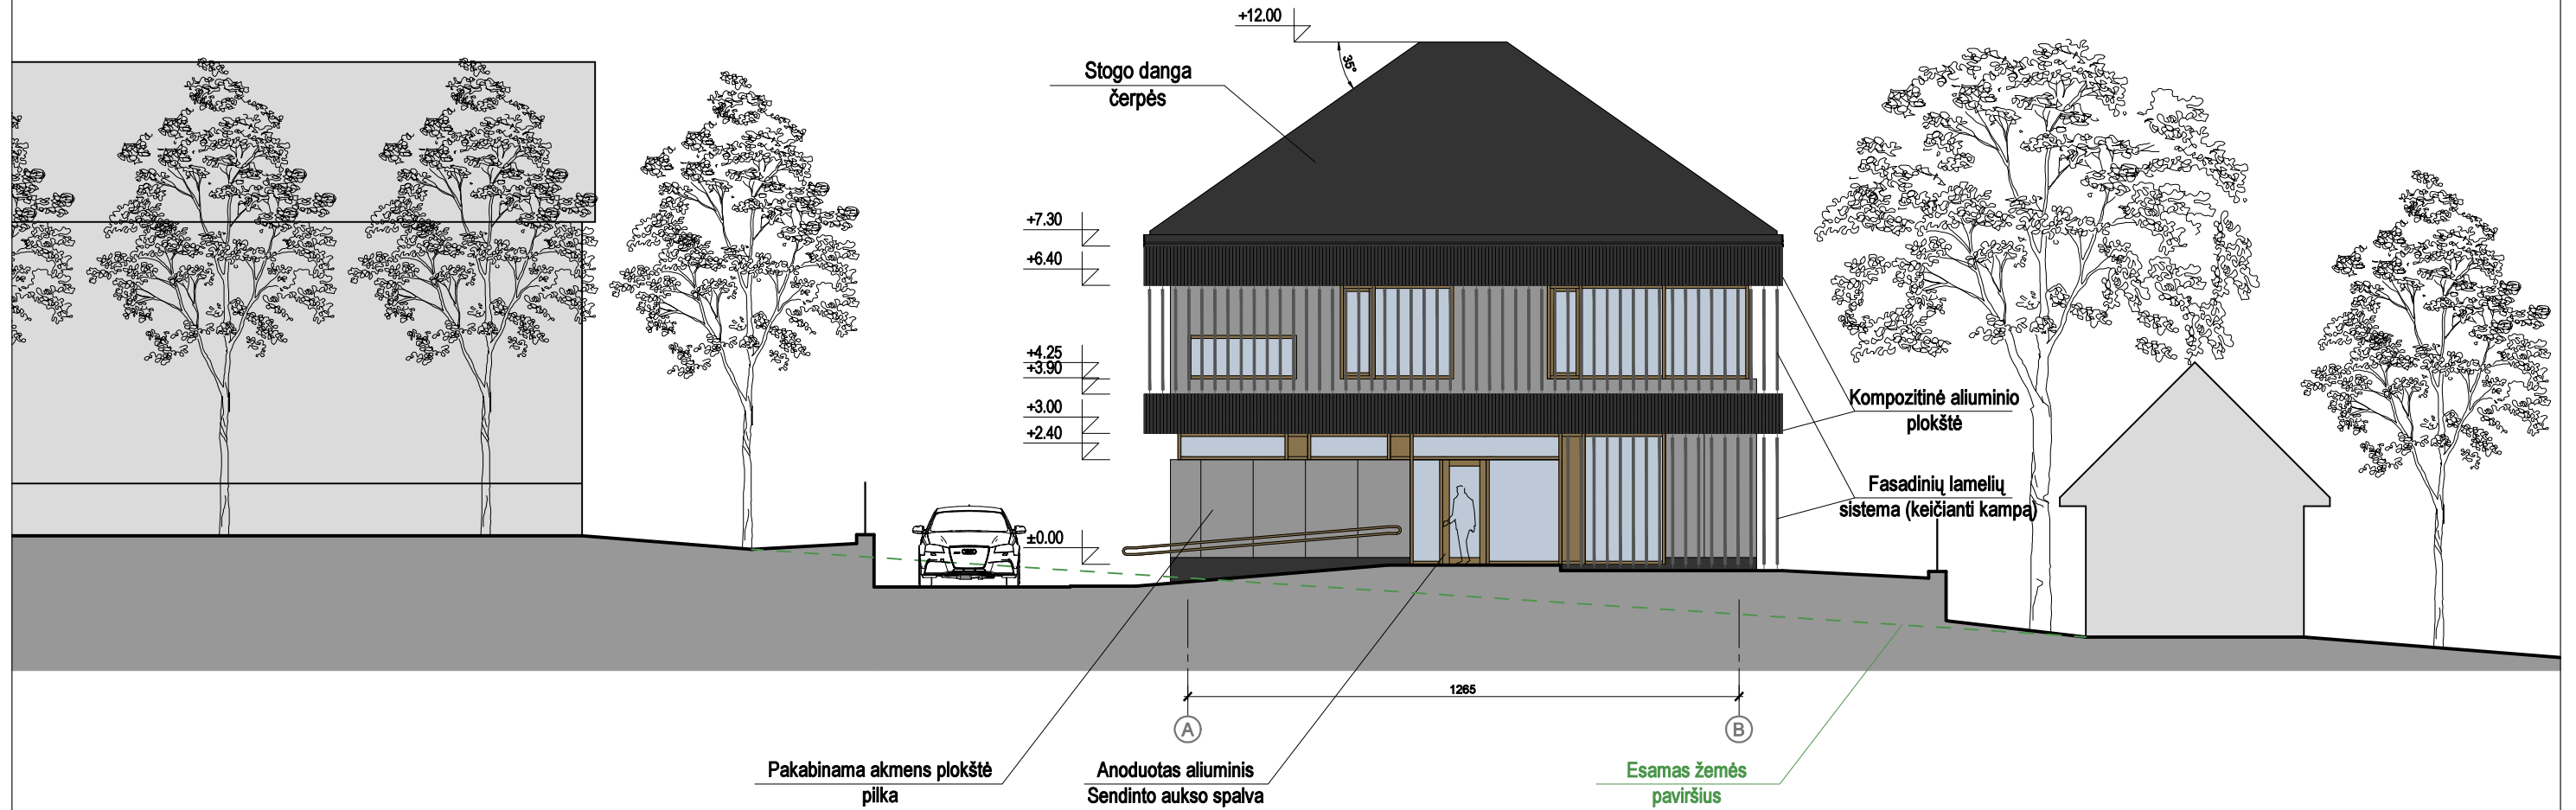 +12.00
35°
Stogo danga
čerpės
+7.30
+6.40
+4.25
+3.90
+3.00
+2.40
±0.00
Kompozitinė aliuminio
plokštė
Fasadinių lamelių
sistema (keičianti kampą)
1265
A
B
Pakabinama akmens plokštė
pilka
Anoduotas aliuminis
Sendinto aukso spalva
Esamas žemės
paviršius